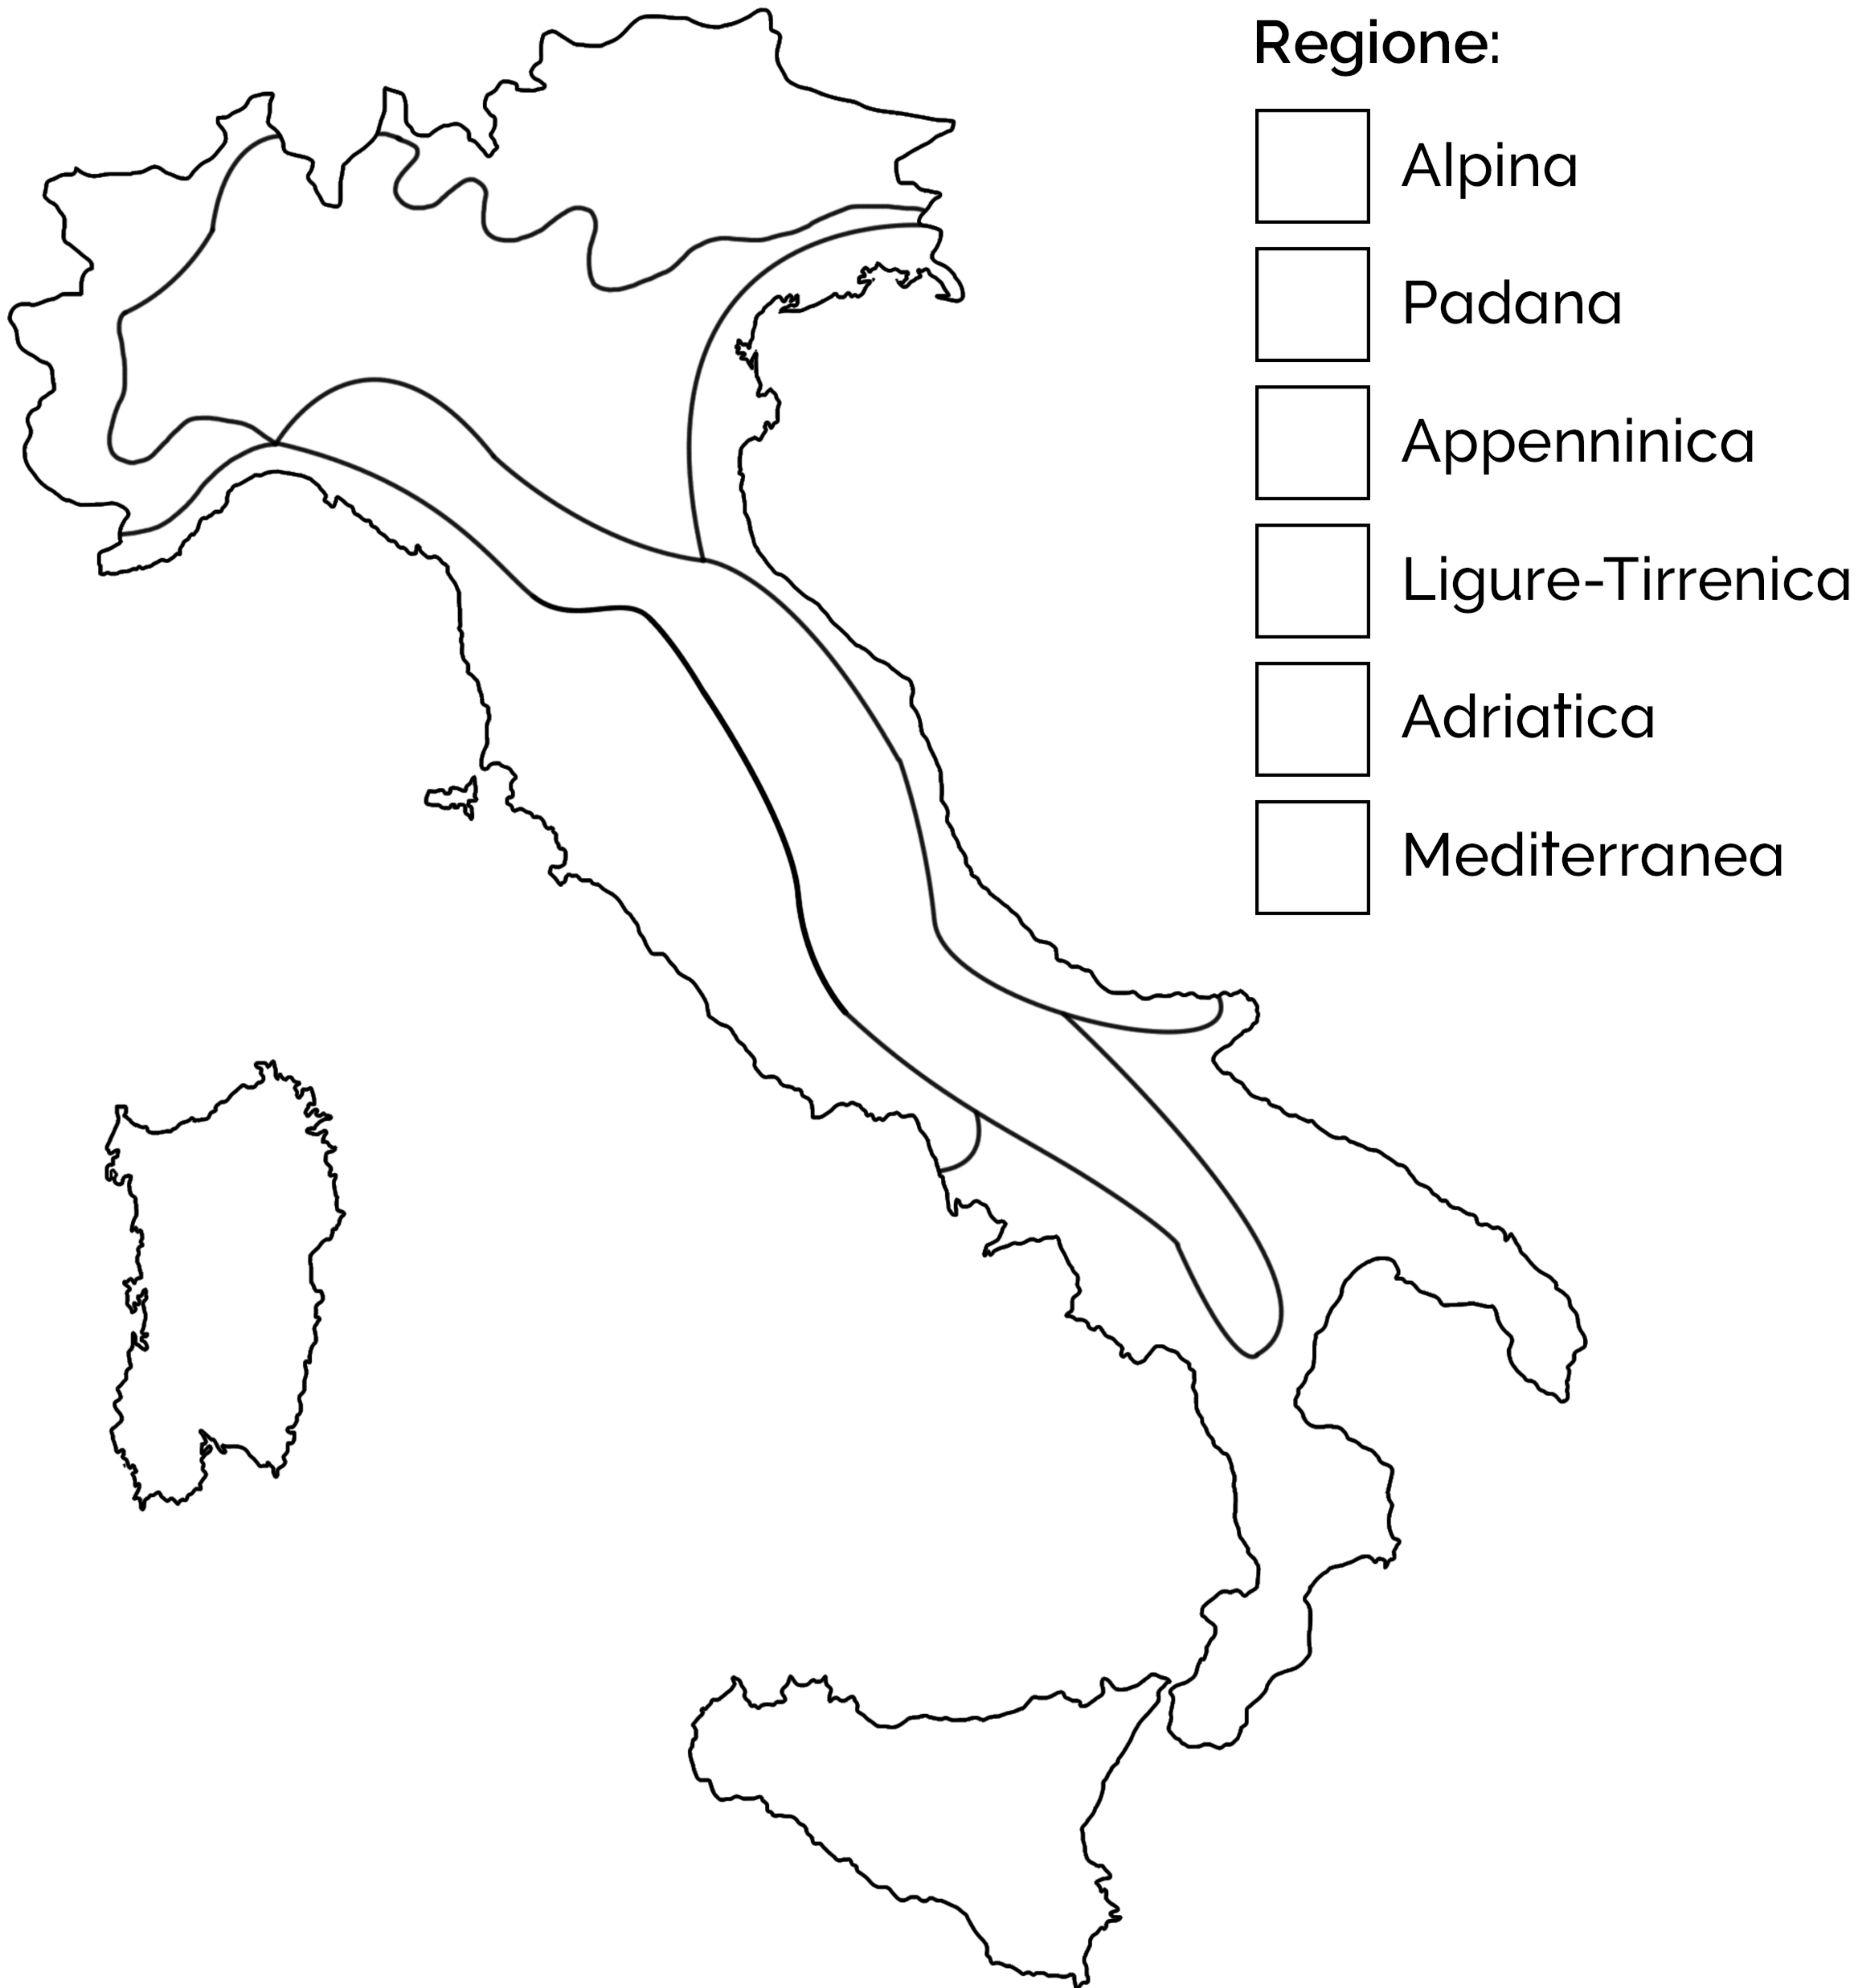 Regione:
Alpina
Padana
Appenninica
Ligure-Tirrenica
Adriatica
Mediterranea